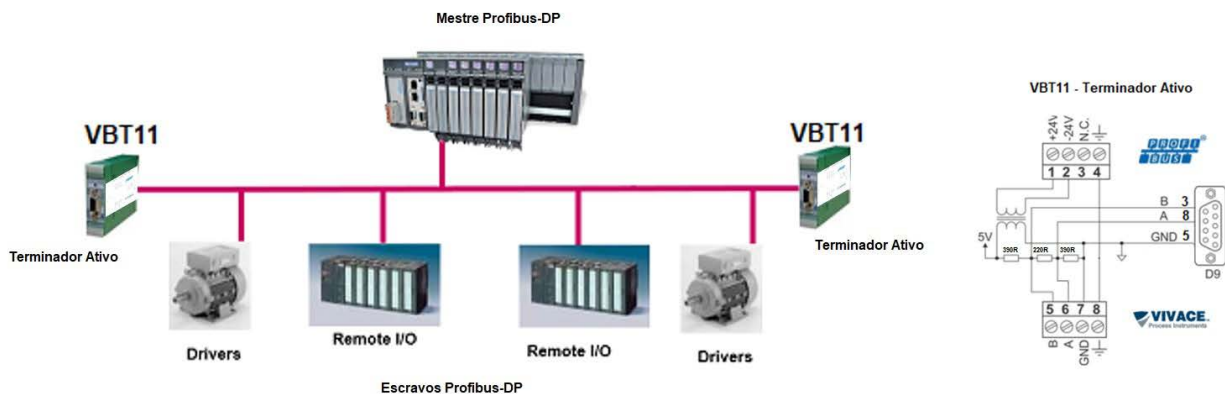 Mestre Profibus-DP
VBT11
Terminador Ativo
VBT11
Terminador Ativo
Drivers
Remote I/O
Remote I/O
Drivers
Escravos Profibus-DP
VBT11 - Terminador Ativo
+24V
-24V
N.C.
1 2 3 4
PROFI
BUS
B 3
A 8
GND 5
D9
5V
390R 220R 390R
5 6 7 8
B
A
GND
VIVACE
Process Instruments